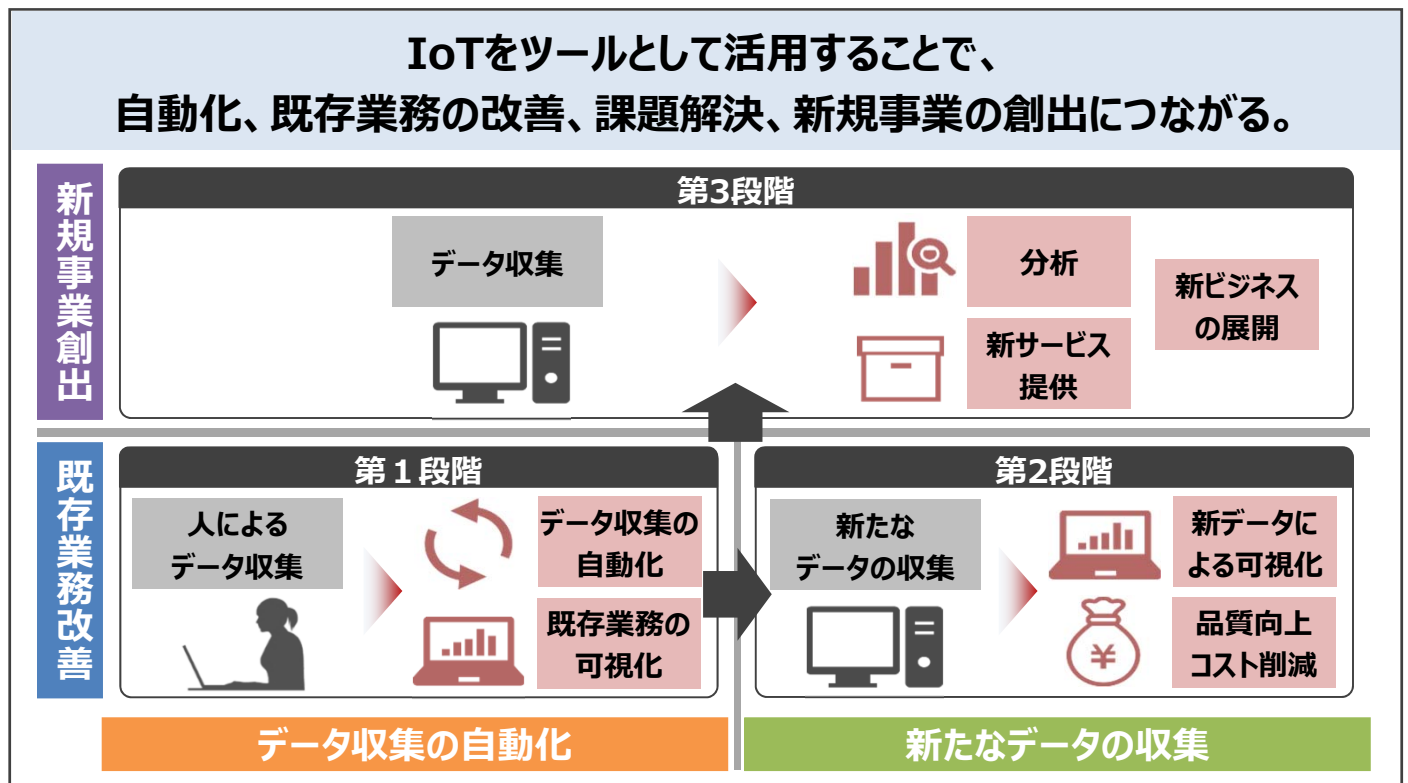 IoTをツールとして活用することで、
自動化、既存業務の改善、課題解決、新規事業の創出につながる。
新規事業創出
第3段階
データ収集
分析
新サービス
提供
新ビジネス
の展開
既存業務改善
第１段階
人による
データ収集
データ収集の
自動化
既存業務の
可視化
第2段階
新たな
データの収集
新データに
よる可視化
¥
品質向上
コスト削減
データ収集の自動化
新たなデータの収集